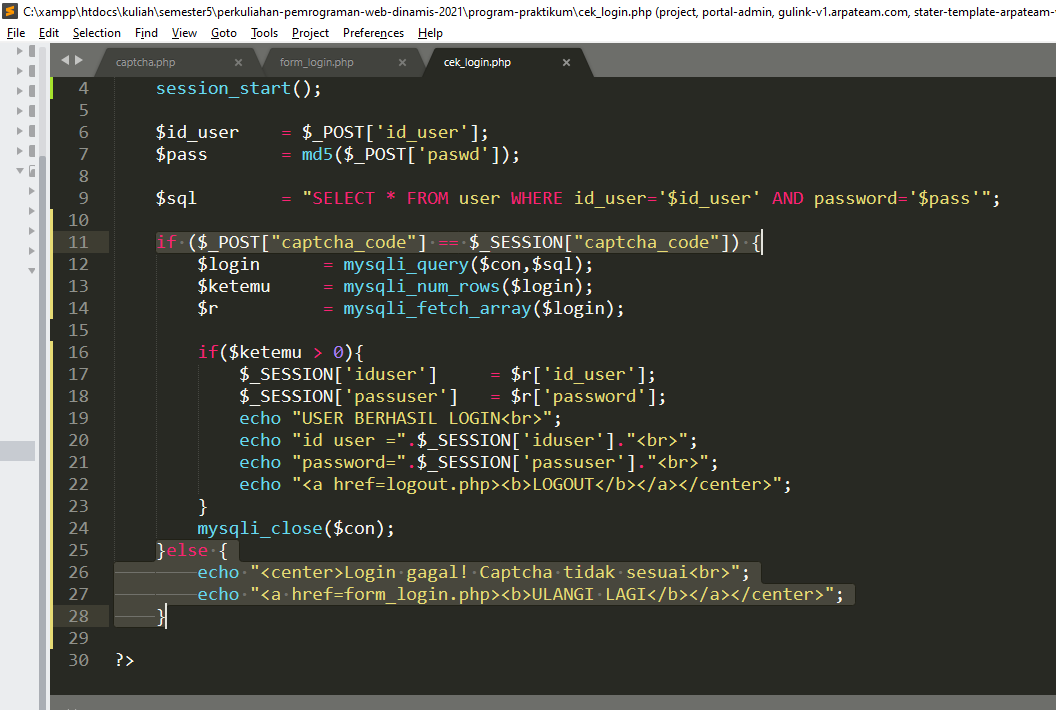 C:\xampp\htdocs\kuliah\semester5\perkuliahan-pemrograman-web-dinamis-2021\program-praktikum\cek_login.php (project, portal-admin, gulink-v1.arpateam.com, stater-template-arpateam-
File Edit Selection Find View Goto Tools Project Preferences Help
captcha.php × form_login.php × cek_login.php ×
4 session_start();
5
6 $id_user = $_POST['id_user'];
7 $pass = md5($_POST['paswd']);
8
9 $sql = "SELECT * FROM user WHERE id_user='$id_user' AND password='$pass'";
10
11 if ($_POST["captcha_code"] == $_SESSION["captcha_code"]) {
12 $login = mysqli_query($con,$sql);
13 $ketemu = mysqli_num_rows($login);
14 $r = mysqli_fetch_array($login);
15
16 if($ketemu > 0){
17 $_SESSION['iduser'] = $r['id_user'];
18 $_SESSION['passuser'] = $r['password'];
19 echo "USER BERHASIL LOGIN<br>";
20 echo "id user =".$_SESSION['iduser']."<br>";
21 echo "password=".$_SESSION['passuser']."<br>";
22 echo "<a href=logout.php><b>LOGOUT</b></a></center>";
23 }
24 mysqli_close($con);
25 }else {
26 echo "<center>Login gagal! Captcha tidak sesuai<br>";
27 echo "<a href=form_login.php><b>ULANGI LAGI</b></a></center>";
28 }
29
30 ?>